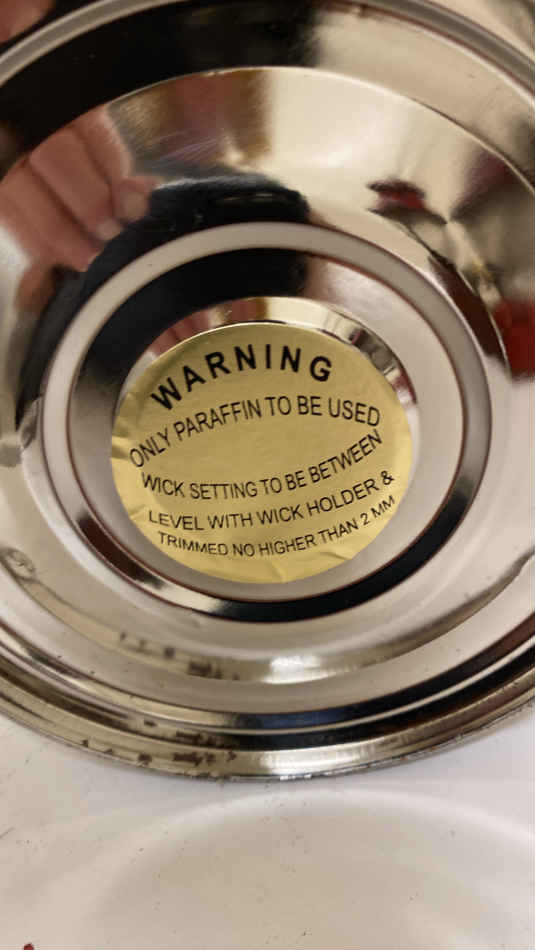 WARNING
ONLY PARAFFIN TO BE USED
WICK SETTING TO BE BETWEEN
LEVEL WITH WICK HOLDER &
TRIMMED NO HIGHER THAN 2 MM